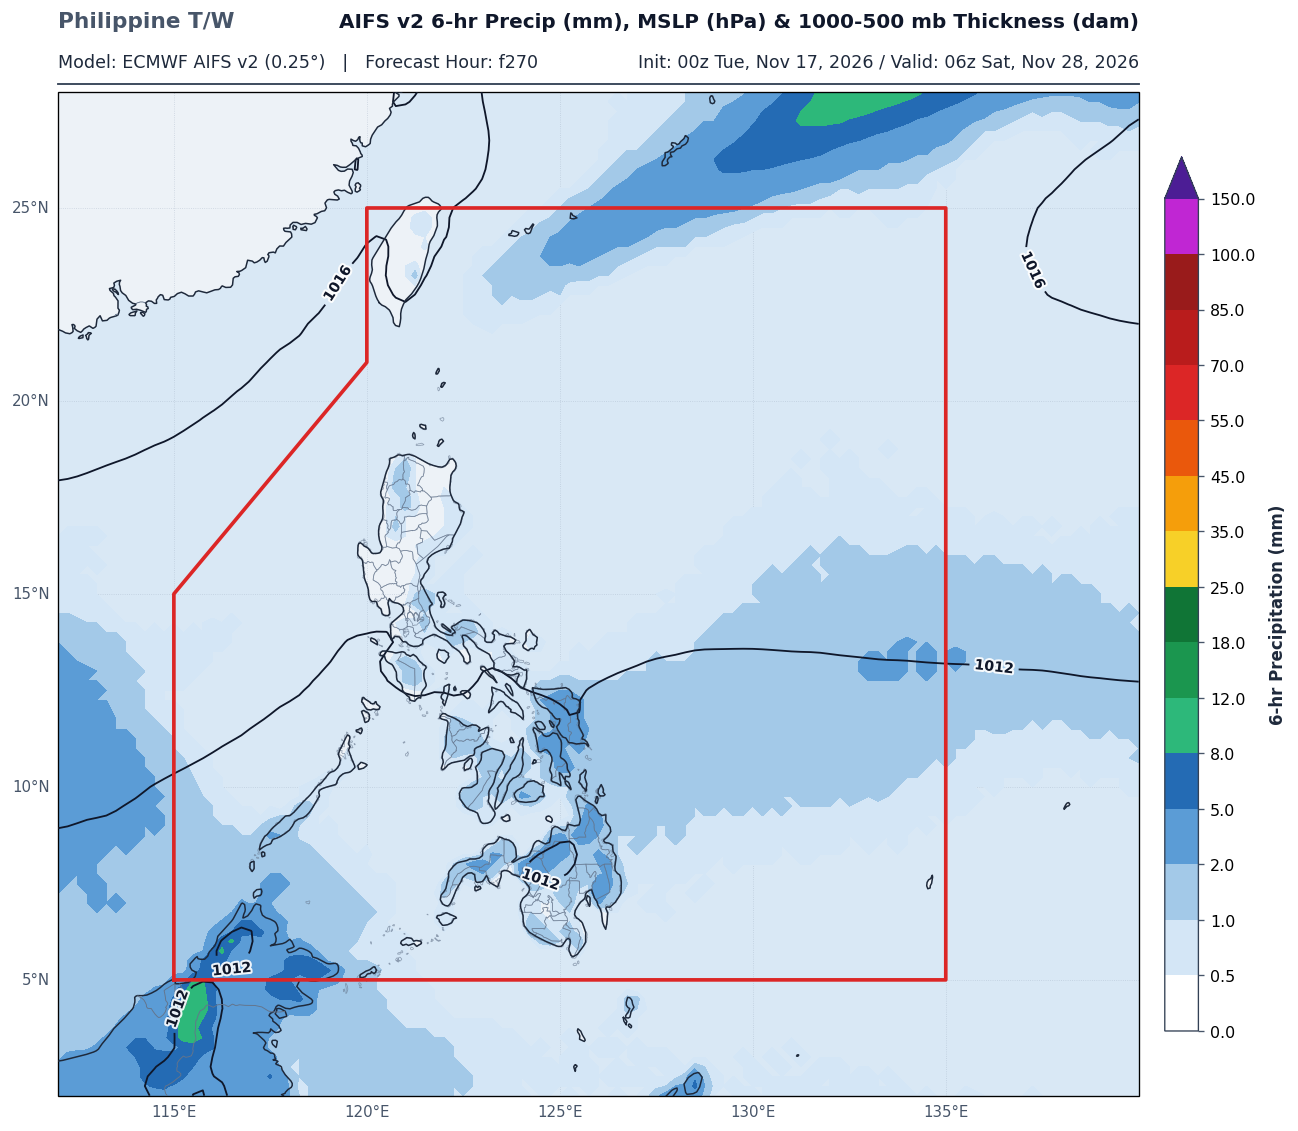 Philippine T/W
AIFS v2 6-hr Precip (mm), MSLP (hPa) & 1000-500 mb Thickness (dam)
Model: ECMWF AIFS v2 (0.25°) | Forecast Hour: f270
Init: 00z Tue, Nov 17, 2026 / Valid: 06z Sat, Nov 28, 2026
25°N
20°N
15°N
10°N
5°N
115°E
120°E
125°E
130°E
135°E
1016
1016
1012
1012
1012
1012
150.0
100.0
85.0
70.0
55.0
45.0
35.0
25.0
18.0
12.0
8.0
5.0
2.0
1.0
0.5
0.0
6-hr Precipitation (mm)